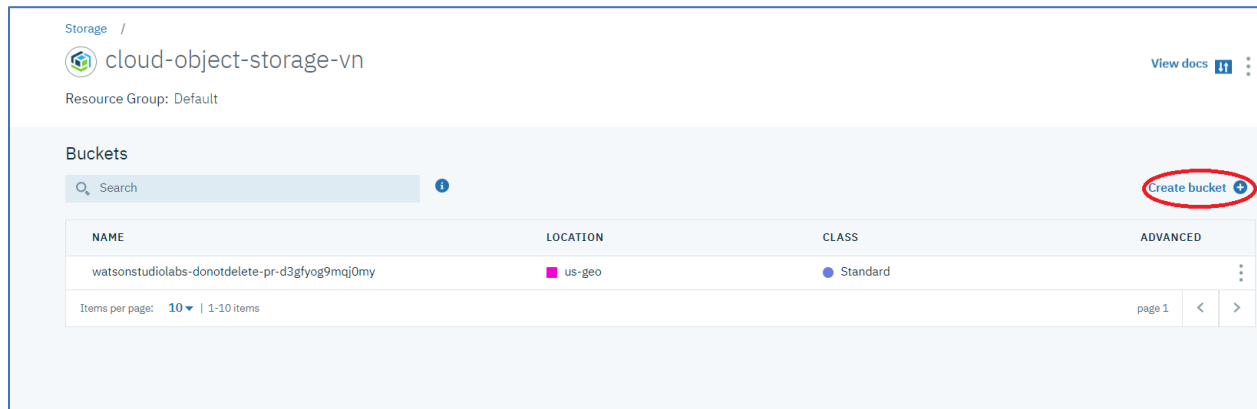 Storage /
cloud-object-storage-vn
View docs
Resource Group: Default
Buckets
Search
Create bucket
NAME LOCATION CLASS ADVANCED
watsonstudiolabs-donotdelete-pr-d3gfyog9mqj0my us-geo Standard
Items per page: 10 | 1-10 items page 1 < >